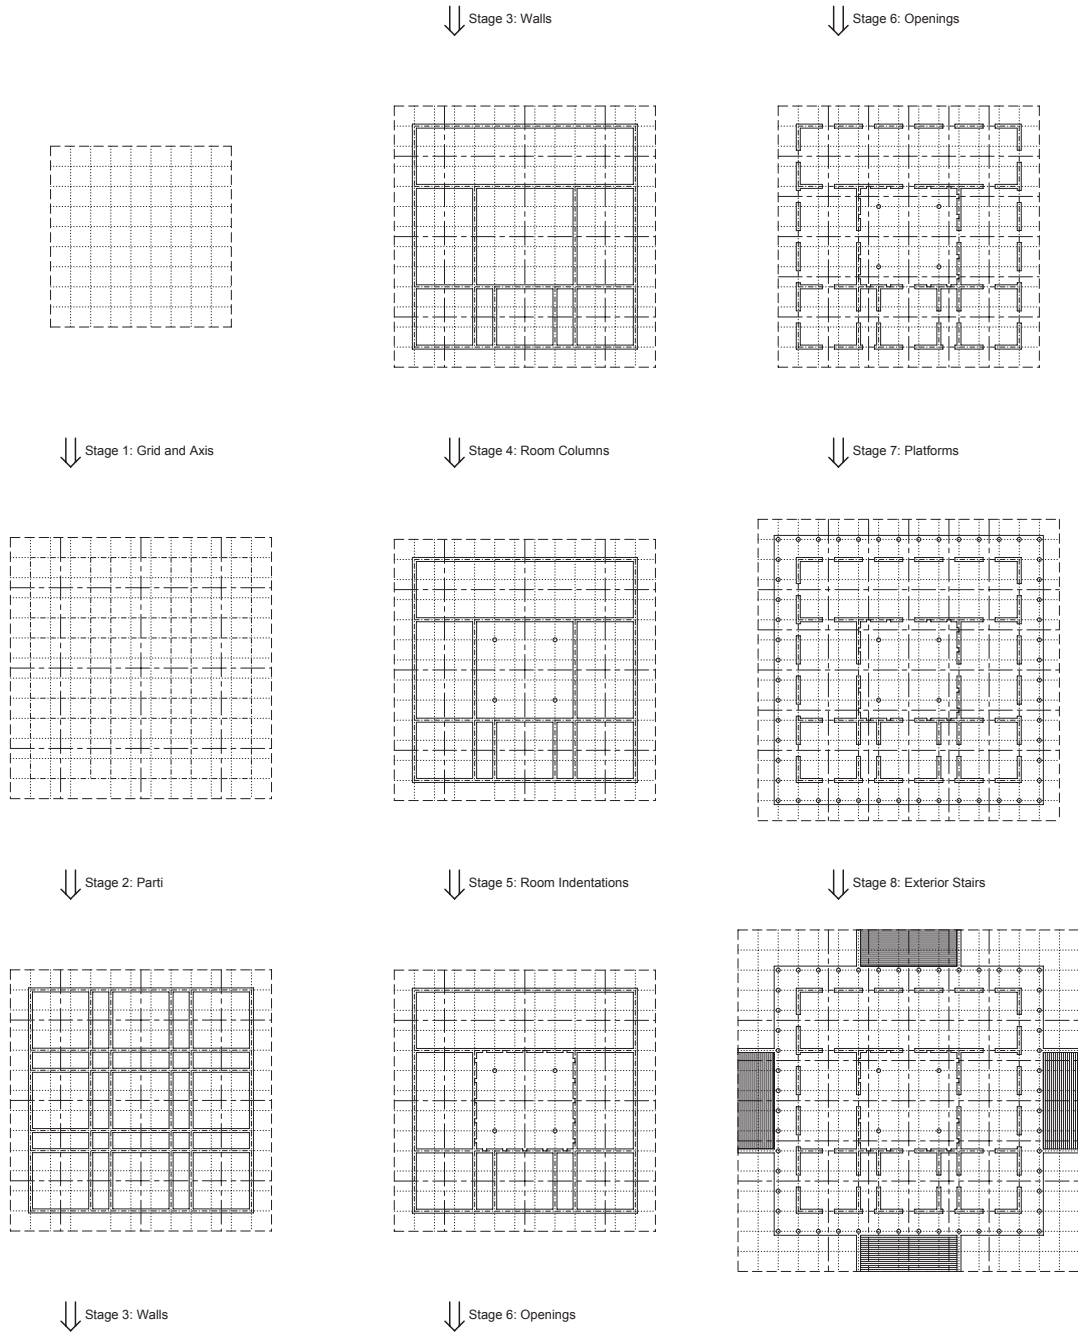 Stage 1: Grid and Axis
Stage 2: Parti
Stage 3: Walls
Stage 3: Walls
Stage 4: Room Columns
Stage 5: Room Indentations
Stage 6: Openings
Stage 6: Openings
Stage 7: Platforms
Stage 8: Exterior Stairs